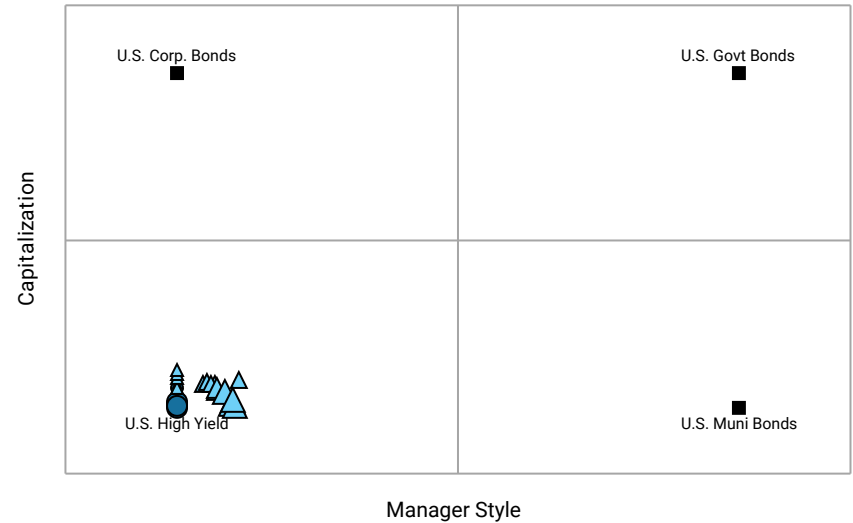 U.S. Corp. Bonds
U.S. Govt Bonds
Capitalization
U.S. High Yield
U.S. Muni Bonds
Manager Style